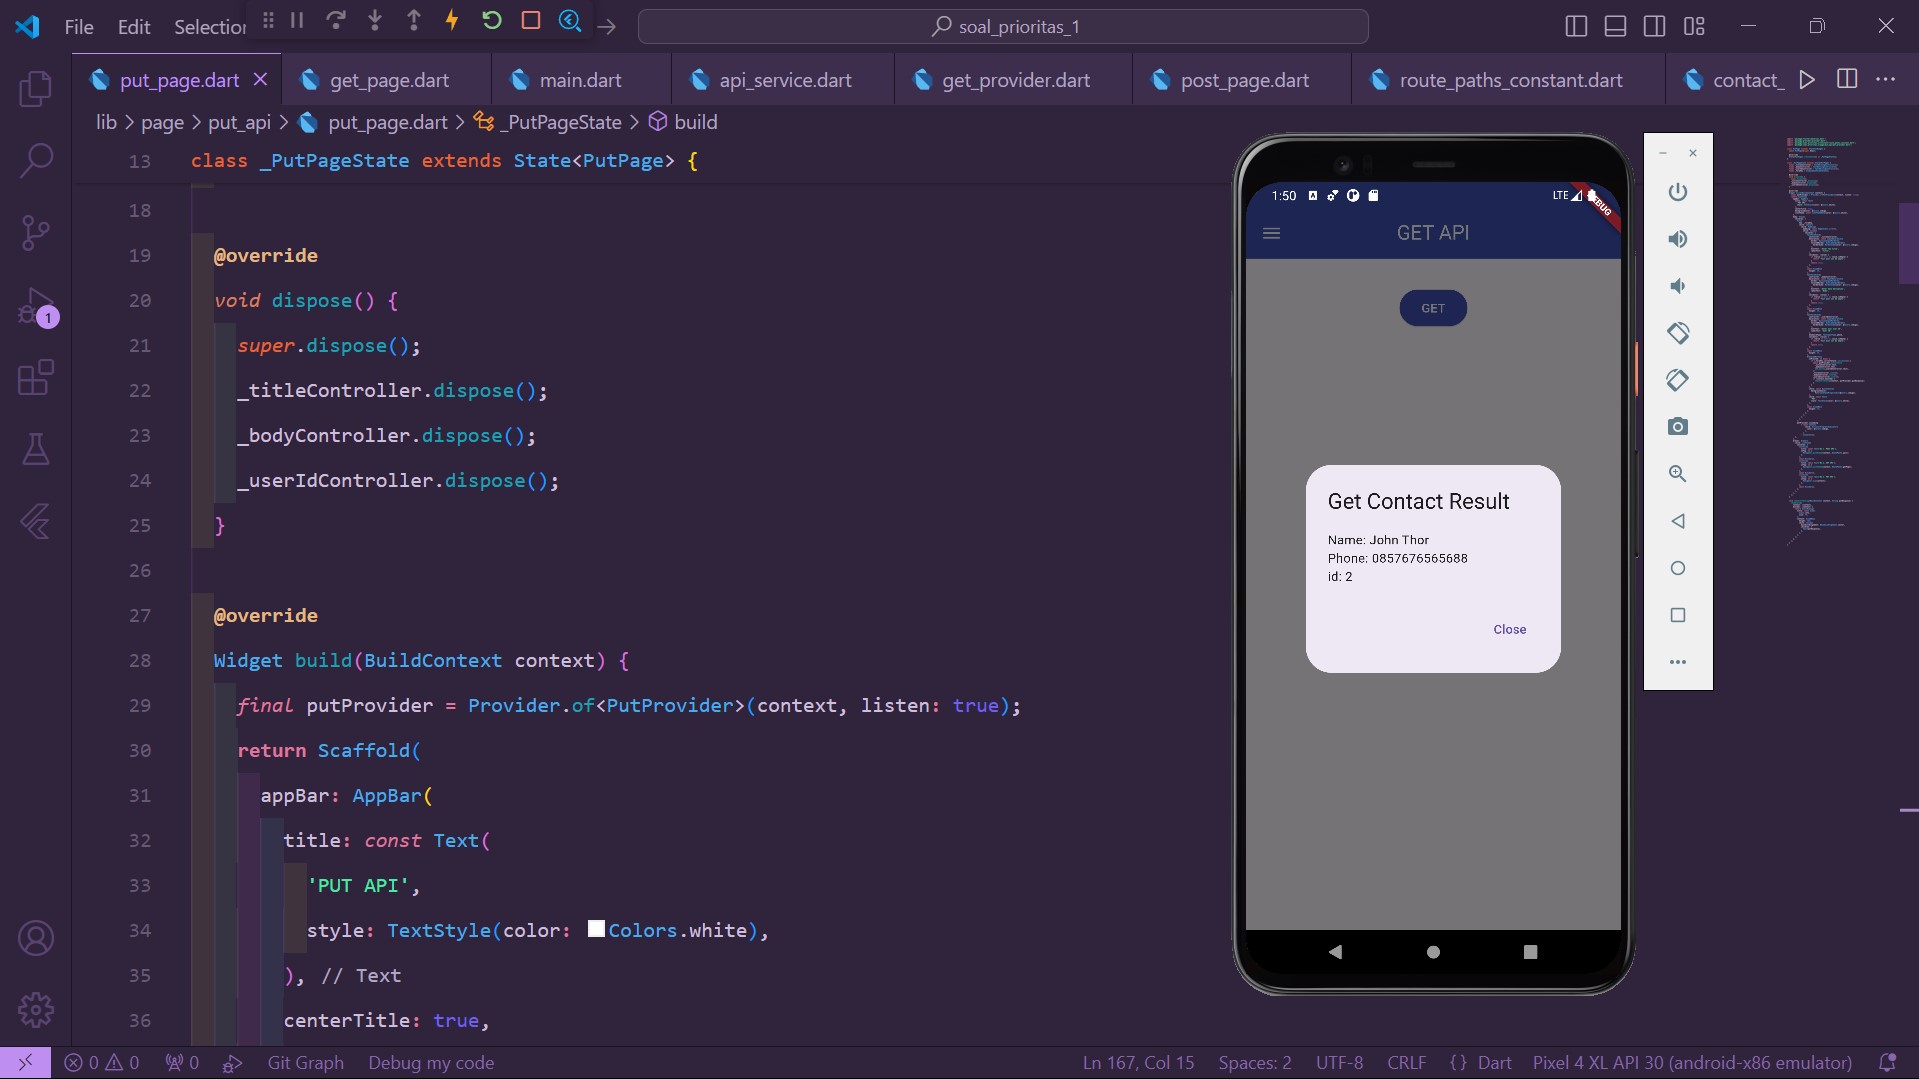 File Edit Selection
soal_prioritas_1
put_page.dart
get_page.dart
main.dart
api_service.dart
get_provider.dart
post_page.dart
route_paths_constant.dart
contact_
lib > page > put_api > put_page.dart > _PutPageState > build
13 class _PutPageState extends State<PutPage> {
18
19 @override
20 void dispose() {
21 super.dispose();
22 _titleController.dispose();
23 _bodyController.dispose();
24 _userIdController.dispose();
25 }
26
27 @override
28 Widget build(BuildContext context) {
29 final putProvider = Provider.of<PutProvider>(context, listen: true);
30 return Scaffold(
31 appBar: AppBar(
32 title: const Text(
33 'PUT API',
34 style: TextStyle(color: Colors.white),
35 ), // Text
36 centerTitle: true,
1
1:50
LTE
GET API
GET
Get Contact Result
Name: John Thor
Phone: 0857676565688
id: 2
Close
0 0 0 Git Graph Debug my code
Ln 167, Col 15 Spaces: 2 UTF-8 CRLF {} Dart Pixel 4 XL API 30 (android-x86 emulator)